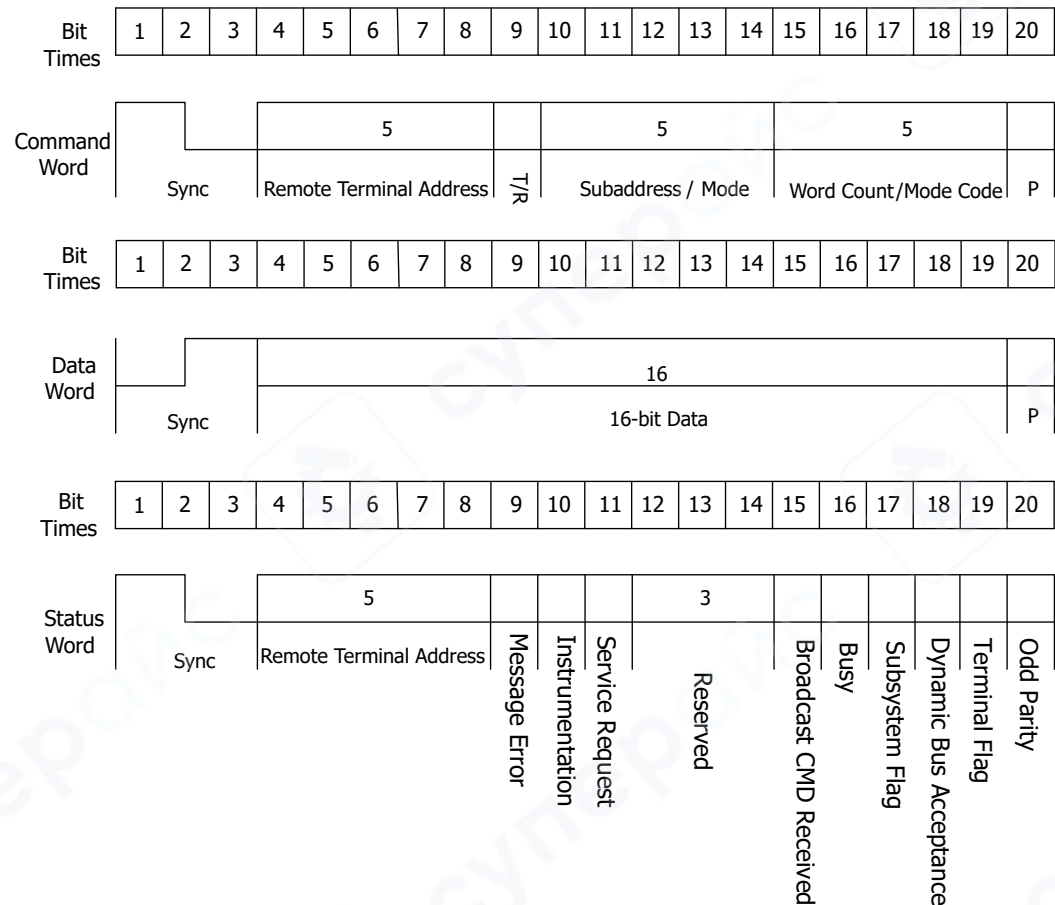 Bit Times 1 2 3 4 5 6 7 8 9 10 11 12 13 14 15 16 17 18 19 20
Command Word
5 5 5
Sync Remote Terminal Address T/R Subaddress / Mode Word Count/Mode Code P
Bit Times 1 2 3 4 5 6 7 8 9 10 11 12 13 14 15 16 17 18 19 20
Data Word
16
Sync 16-bit Data P
Bit Times 1 2 3 4 5 6 7 8 9 10 11 12 13 14 15 16 17 18 19 20
Status Word
5 3
Sync Remote Terminal Address
Message Error
Instrumentation
Service Request
Reserved
Broadcast CMD Received
Busy
Subsystem Flag
Dynamic Bus Acceptance
Terminal Flag
Odd Parity
суперайс